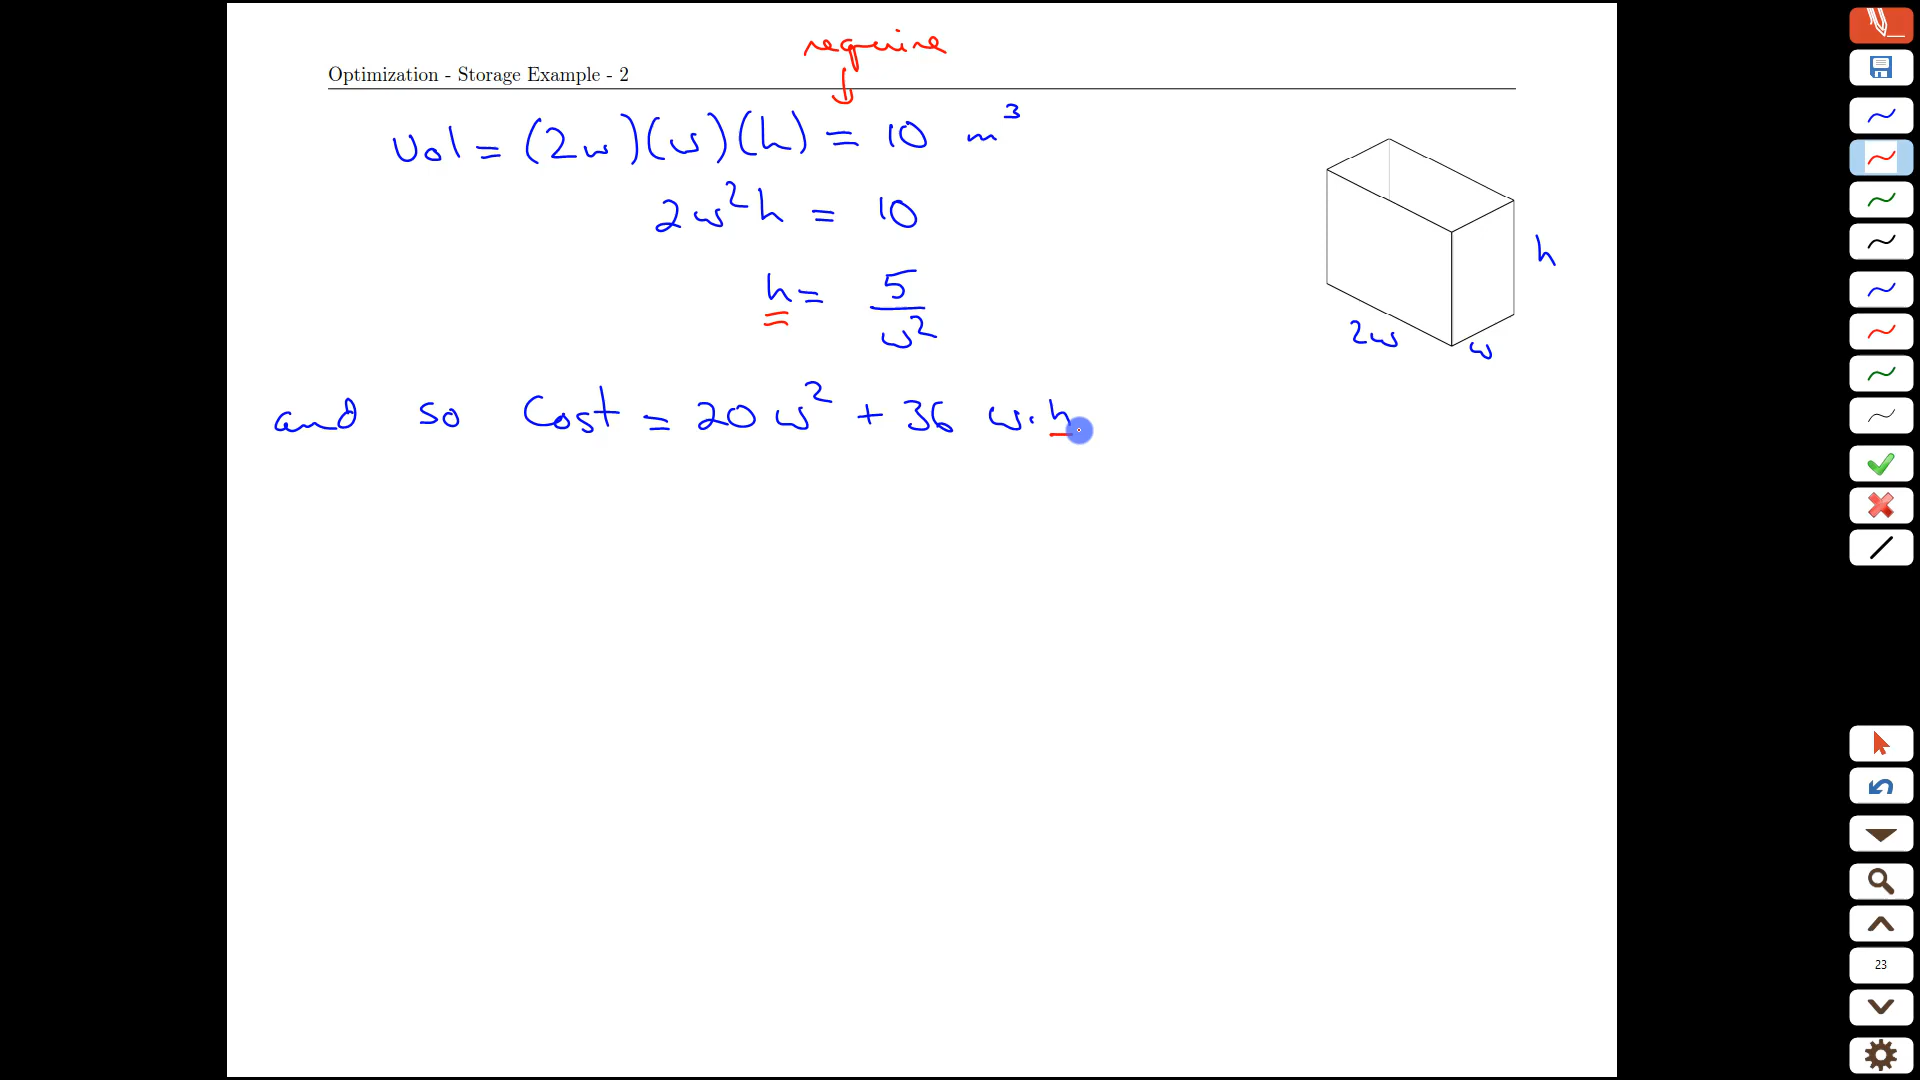 require
Optimization - Storage Example - 2
Vol = (2w)(w)(h) = 10 m³
2w²h = 10
h = 5/w²
h
2w
w
and so Cost = 20w² + 36 w·h
23